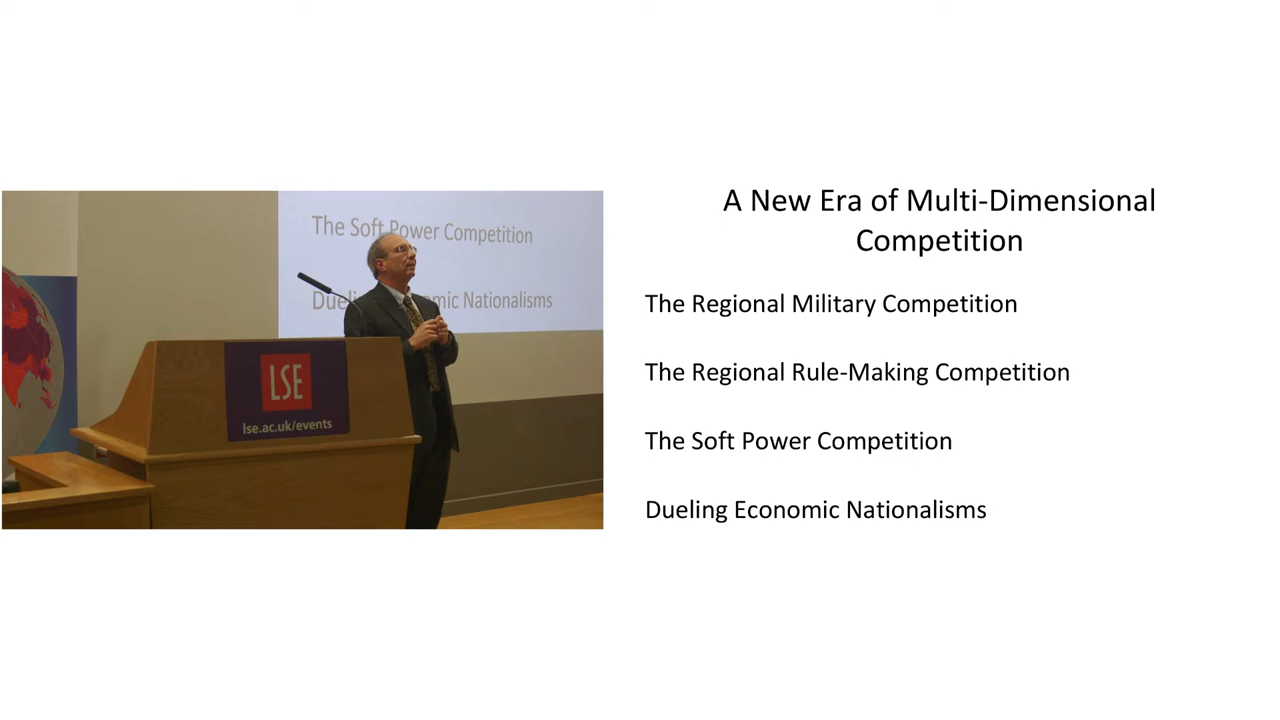 The Soft Power Competition
Dueling Economic Nationalisms
LSE
lse.ac.uk/events
A New Era of Multi-Dimensional
Competition
The Regional Military Competition
The Regional Rule-Making Competition
The Soft Power Competition
Dueling Economic Nationalisms